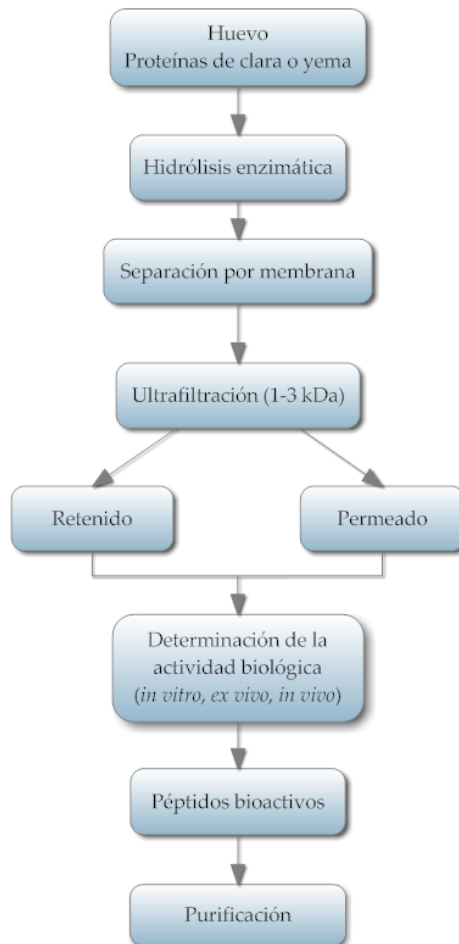 Huevo
Proteínas de clara o yema
Hidrólisis enzimática
Separación por membrana
Ultrafiltración (1-3 kDa)
Retenido
Permeado
Determinación de la
actividad biológica
(in vitro, ex vivo, in vivo)
Péptidos bioactivos
Purificación